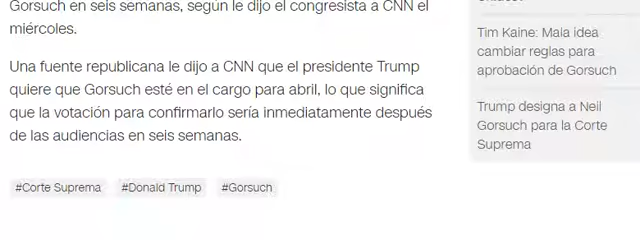 Gorsuch en seis semanas, según le dijo el congresista a CNN el
miércoles.
Una fuente republicana le dijo a CNN que el presidente Trump
quiere que Gorsuch esté en el cargo para abril, lo que significa
que la votación para confirmarlo sería inmediatamente después
de las audiencias en seis semanas.
#Corte Suprema #Donald Trump #Gorsuch
Tim Kaine: Mala idea
cambiar reglas para
aprobación de Gorsuch
Trump designa a Neil
Gorsuch para la Corte
Suprema